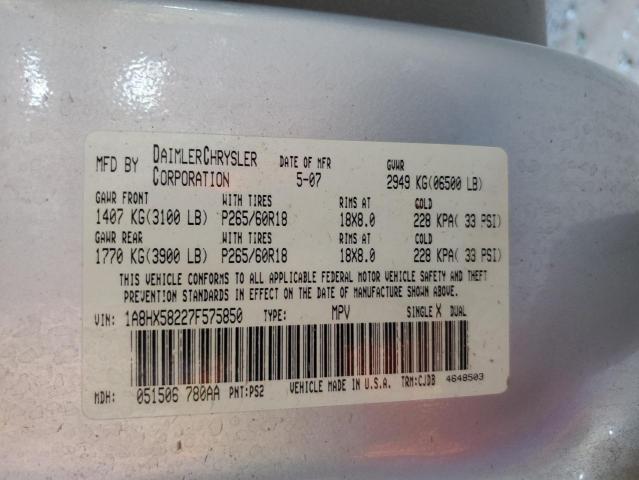 MFD BY DAIMLERCHRYSLER CORPORATION DATE OF MFR 5-07 GVWR 2949 KG(06500 LB)
GAWR FRONT WITH TIRES RIMS AT COLD
1407 KG(3100 LB) P265/60R18 18X8.0 228 KPA( 33 PSI)
GAWR REAR WITH TIRES RIMS AT COLD
1770 KG(3900 LB) P265/60R18 18X8.0 228 KPA( 33 PSI)
THIS VEHICLE CONFORMS TO ALL APPLICABLE FEDERAL MOTOR VEHICLE SAFETY AND THEFT
PREVENTION STANDARDS IN EFFECT ON THE DATE OF MANUFACTURE SHOWN ABOVE.
VIN: 1A8HX58227F575850 TYPE: MPV SINGLE X DUAL
MDH: 051506 780AA PNT:PS2 VEHICLE MADE IN U.S.A. TRM:CJDB 4648503